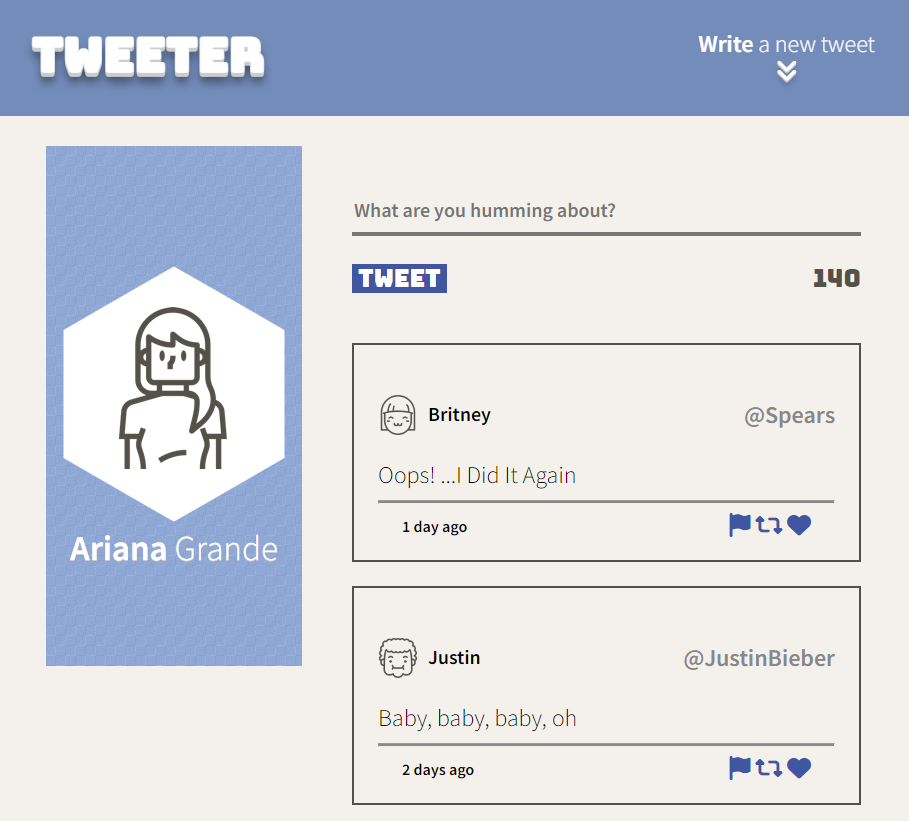 TWEETER
Write a new tweet
Ariana Grande
What are you humming about?
TWEET
140
Britney
@Spears
Oops! ...I Did It Again
1 day ago
Justin
@JustinBieber
Baby, baby, baby, oh
2 days ago